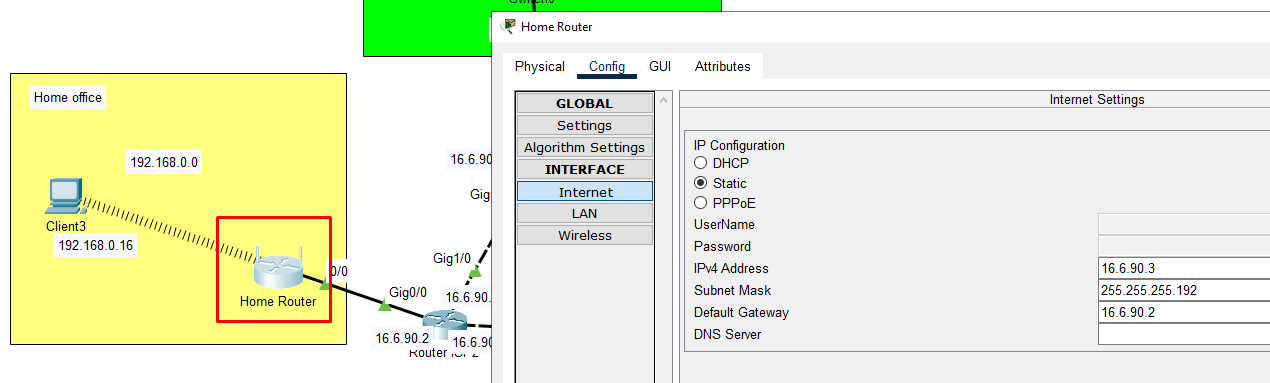 Home Router
Physical
Config
GUI
Attributes
GLOBAL
Settings
Algorithm Settings
INTERFACE
Internet
LAN
Wireless
Internet Settings
IP Configuration
DHCP
Static
PPPoE
UserName
Password
IPv4 Address
16.6.90.3
Subnet Mask
255.255.255.192
Default Gateway
16.6.90.2
DNS Server
Home office
192.168.0.0
Client3
192.168.0.16
0/0
Home Router
Gig0/0
Gig1/0
Gig
16.6.90
16.6.90.
16.6.90.2
16.6.90
Router